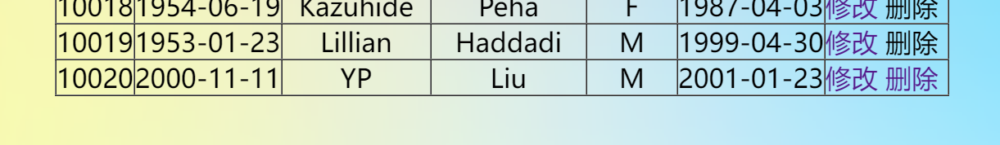 10018 1954-06-19 Kazuhide Peha F 1987-04-03 修改 删除
10019 1953-01-23 Lillian Haddadi M 1999-04-30 修改 删除
10020 2000-11-11 YP Liu M 2001-01-23 修改 删除